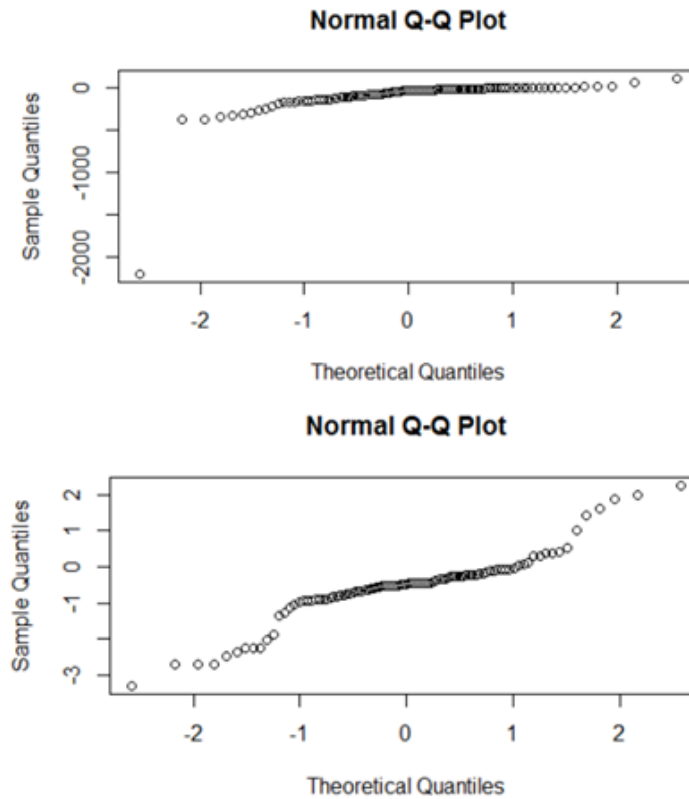 Normal Q-Q Plot
Sample Quantiles
0
-1000
-2000
-2 -1 0 1 2
Theoretical Quantiles
Normal Q-Q Plot
Sample Quantiles
2
1
0
-1
-3
-2 -1 0 1 2
Theoretical Quantiles